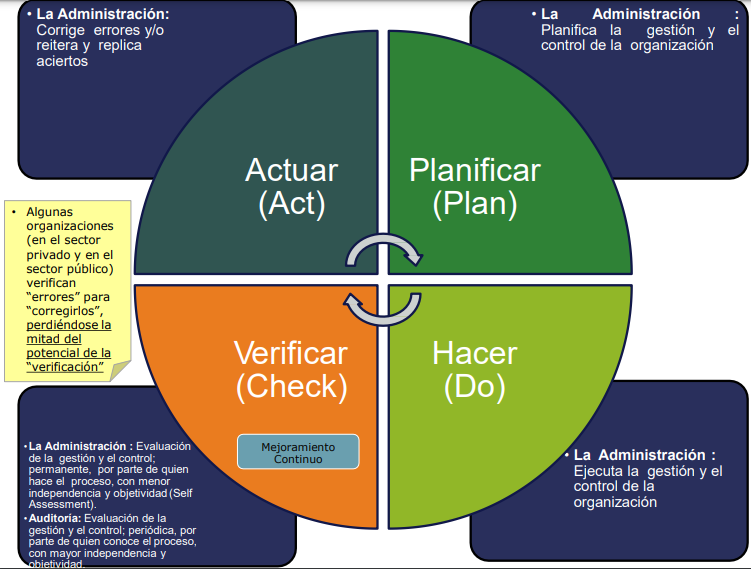 • La Administración:
Corrige errores y/o
reitera y replica
aciertos
• La Administración :
Planifica la gestión y el
control de la organización
Actuar
(Act)
Planificar
(Plan)
• Algunas
organizaciones
(en el sector
privado y en el
sector público)
verifican
“errores” para
“corregirlos”,
perdiéndose la
mitad del
potencial de la
“verificación”
Verificar
(Check)
Hacer
(Do)
Mejoramiento
Continuo
• La Administración : Evaluación
de la gestión y el control;
permanente, por parte de quien
hace el proceso, con menor
independencia y objetividad (Self
Assessment).
• Auditoría: Evaluación de la
gestión y el control; periódica, por
parte de quien conoce el proceso,
con mayor independencia y
objetividad.
• La Administración :
Ejecuta la gestión y el
control de la
organización